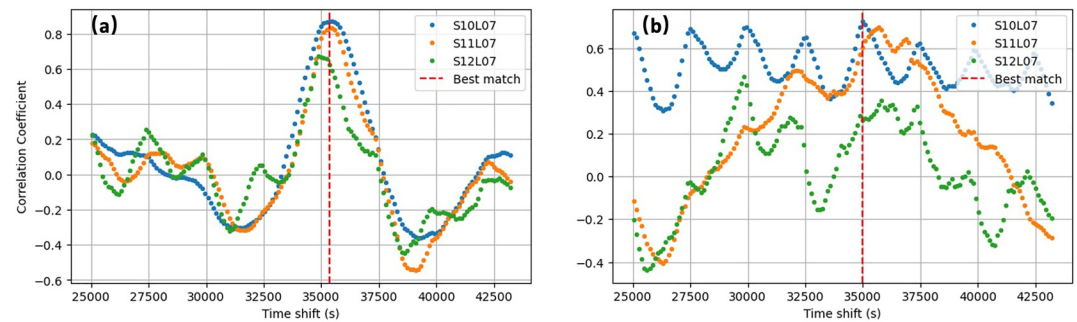 (a)
S10L07
S11L07
S12L07
Best match
0.8
0.6
0.4
0.2
0.0
−0.2
−0.4
−0.6
Correlation Coefficient
25000 27500 30000 32500 35000 37500 40000 42500
Time shift (s)
(b)
S10L07
S11L07
S12L07
Best match
0.6
0.4
0.2
0.0
−0.2
−0.4
25000 27500 30000 32500 35000 37500 40000 42500
Time shift (s)